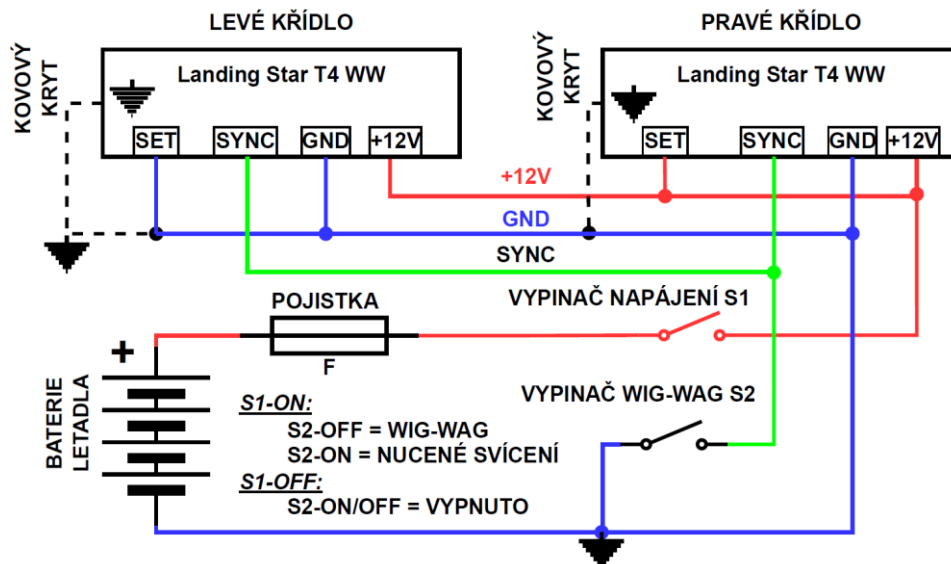 LEVÉ KŘÍDLO
PRAVÉ KŘÍDLO
KOVOVÝ
KRYT
Landing Star T4 WW
SET
SYNC
GND
+12V
KOVOVÝ
KRYT
Landing Star T4 WW
SET
SYNC
GND
+12V
+12V
GND
SYNC
POJISTKA
F
VYPINAČ NAPÁJENÍ S1
+
BATERIE
LETADLA
S1-ON:
S2-OFF = WIG-WAG
S2-ON = NUCENÉ SVÍCENÍ
S1-OFF:
S2-ON/OFF = VYPNUTO
VYPINAČ WIG-WAG S2